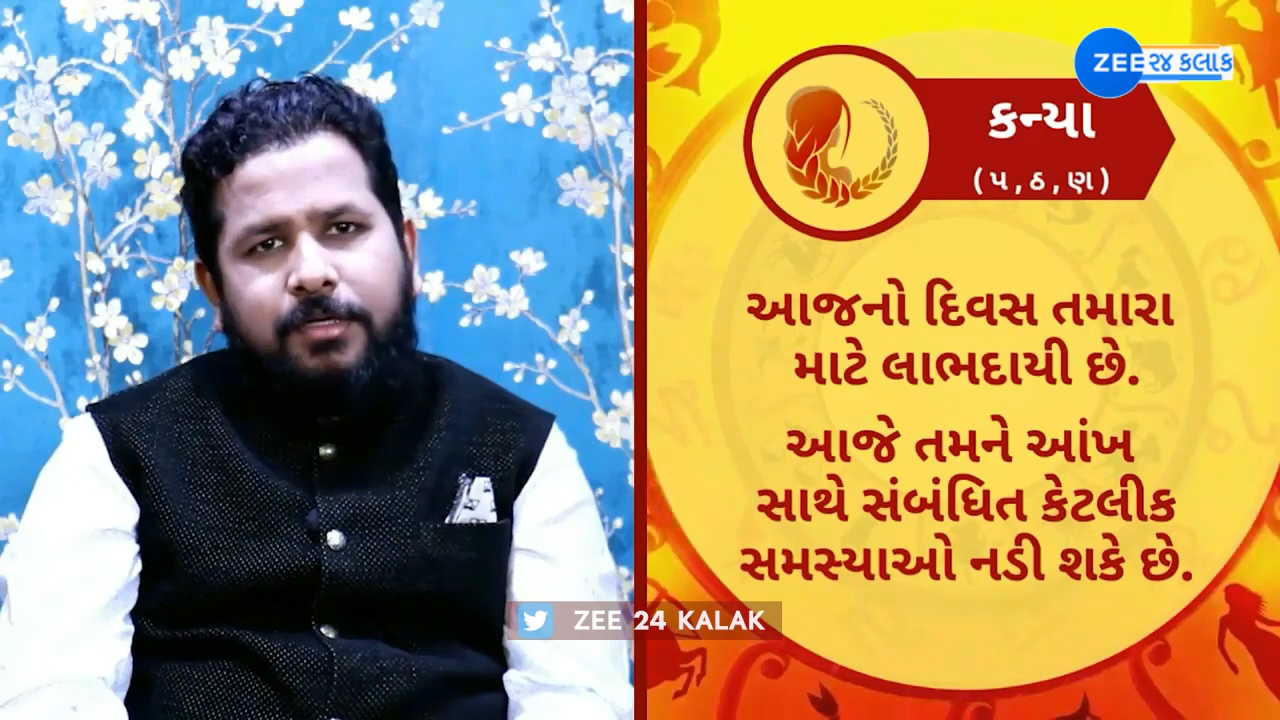 ZEE ૨૪ કલાક
કન્યા
(પ,ઠ,ણ)
આજનો દિવસ તમારા
માટે લાભદાયી છે.
આજે તમને આંખ
સાથે સંબંધિત કેટલીક
સમસ્યાઓ નડી શકે છે.
ZEE 24 KALAK